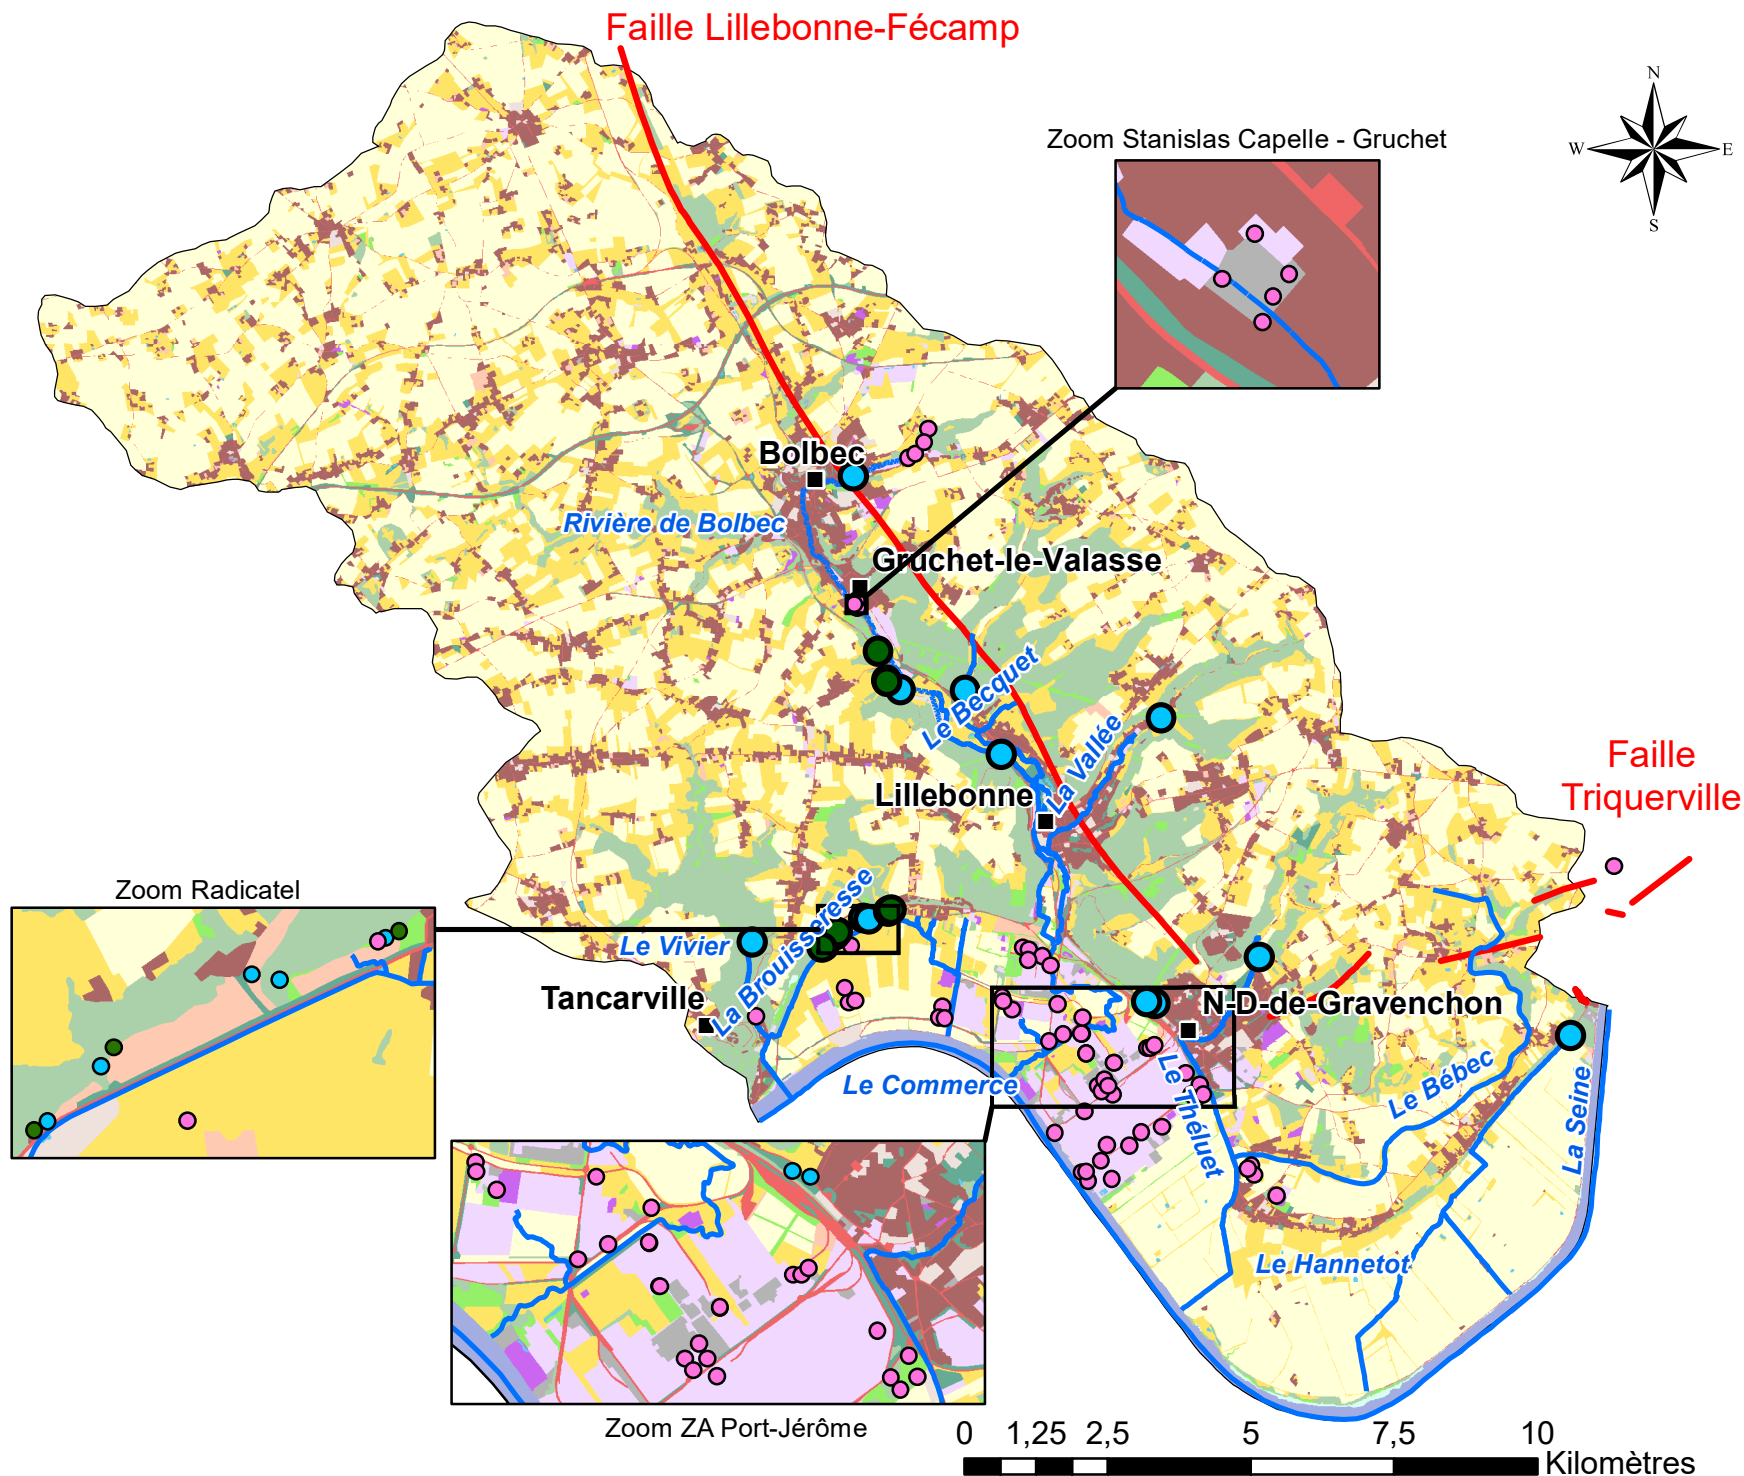 Faille Lillebonne-Fécamp
N
W
E
S
Zoom Stanislas Capelle - Gruchet
Bolbec
Rivière de Bolbec
Gruchet-le-Valasse
Le Becquet
La Vallée
Lillebonne
Faille
Triquerville
Zoom Radicatel
Le Vivier
La Brouisseresse
Tancarville
N-D-de-Gravenchon
Le Commerce
Le Théluet
Le Bébec
La Seine
Le Hannetot
Zoom ZA Port-Jérôme
0 1,25 2,5 5 7,5 10
Kilomètres